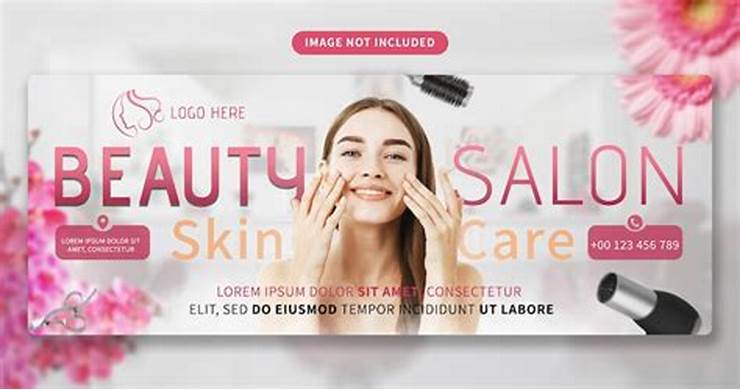 IMAGE NOT INCLUDED
LOGO HERE
BEAUTY SALON
Skin Care
LOREM IPSUM DOLOR SIT
AMET, CONSECTETUR
+00 123 456 789
LOREM IPSUM DOLOR SIT AMET, CONSECTETUR
ELIT, SED DO EIUSMOD TEMPOR INCIDIDUNT UT LABORE